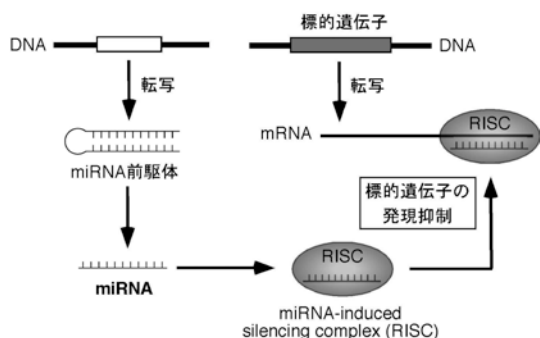 標的遺伝子
DNA
DNA
転写
転写
mRNA
RISC
miRNA前駆体
標的遺伝子の
発現抑制
RISC
miRNA
miRNA-induced
silencing complex (RISC)